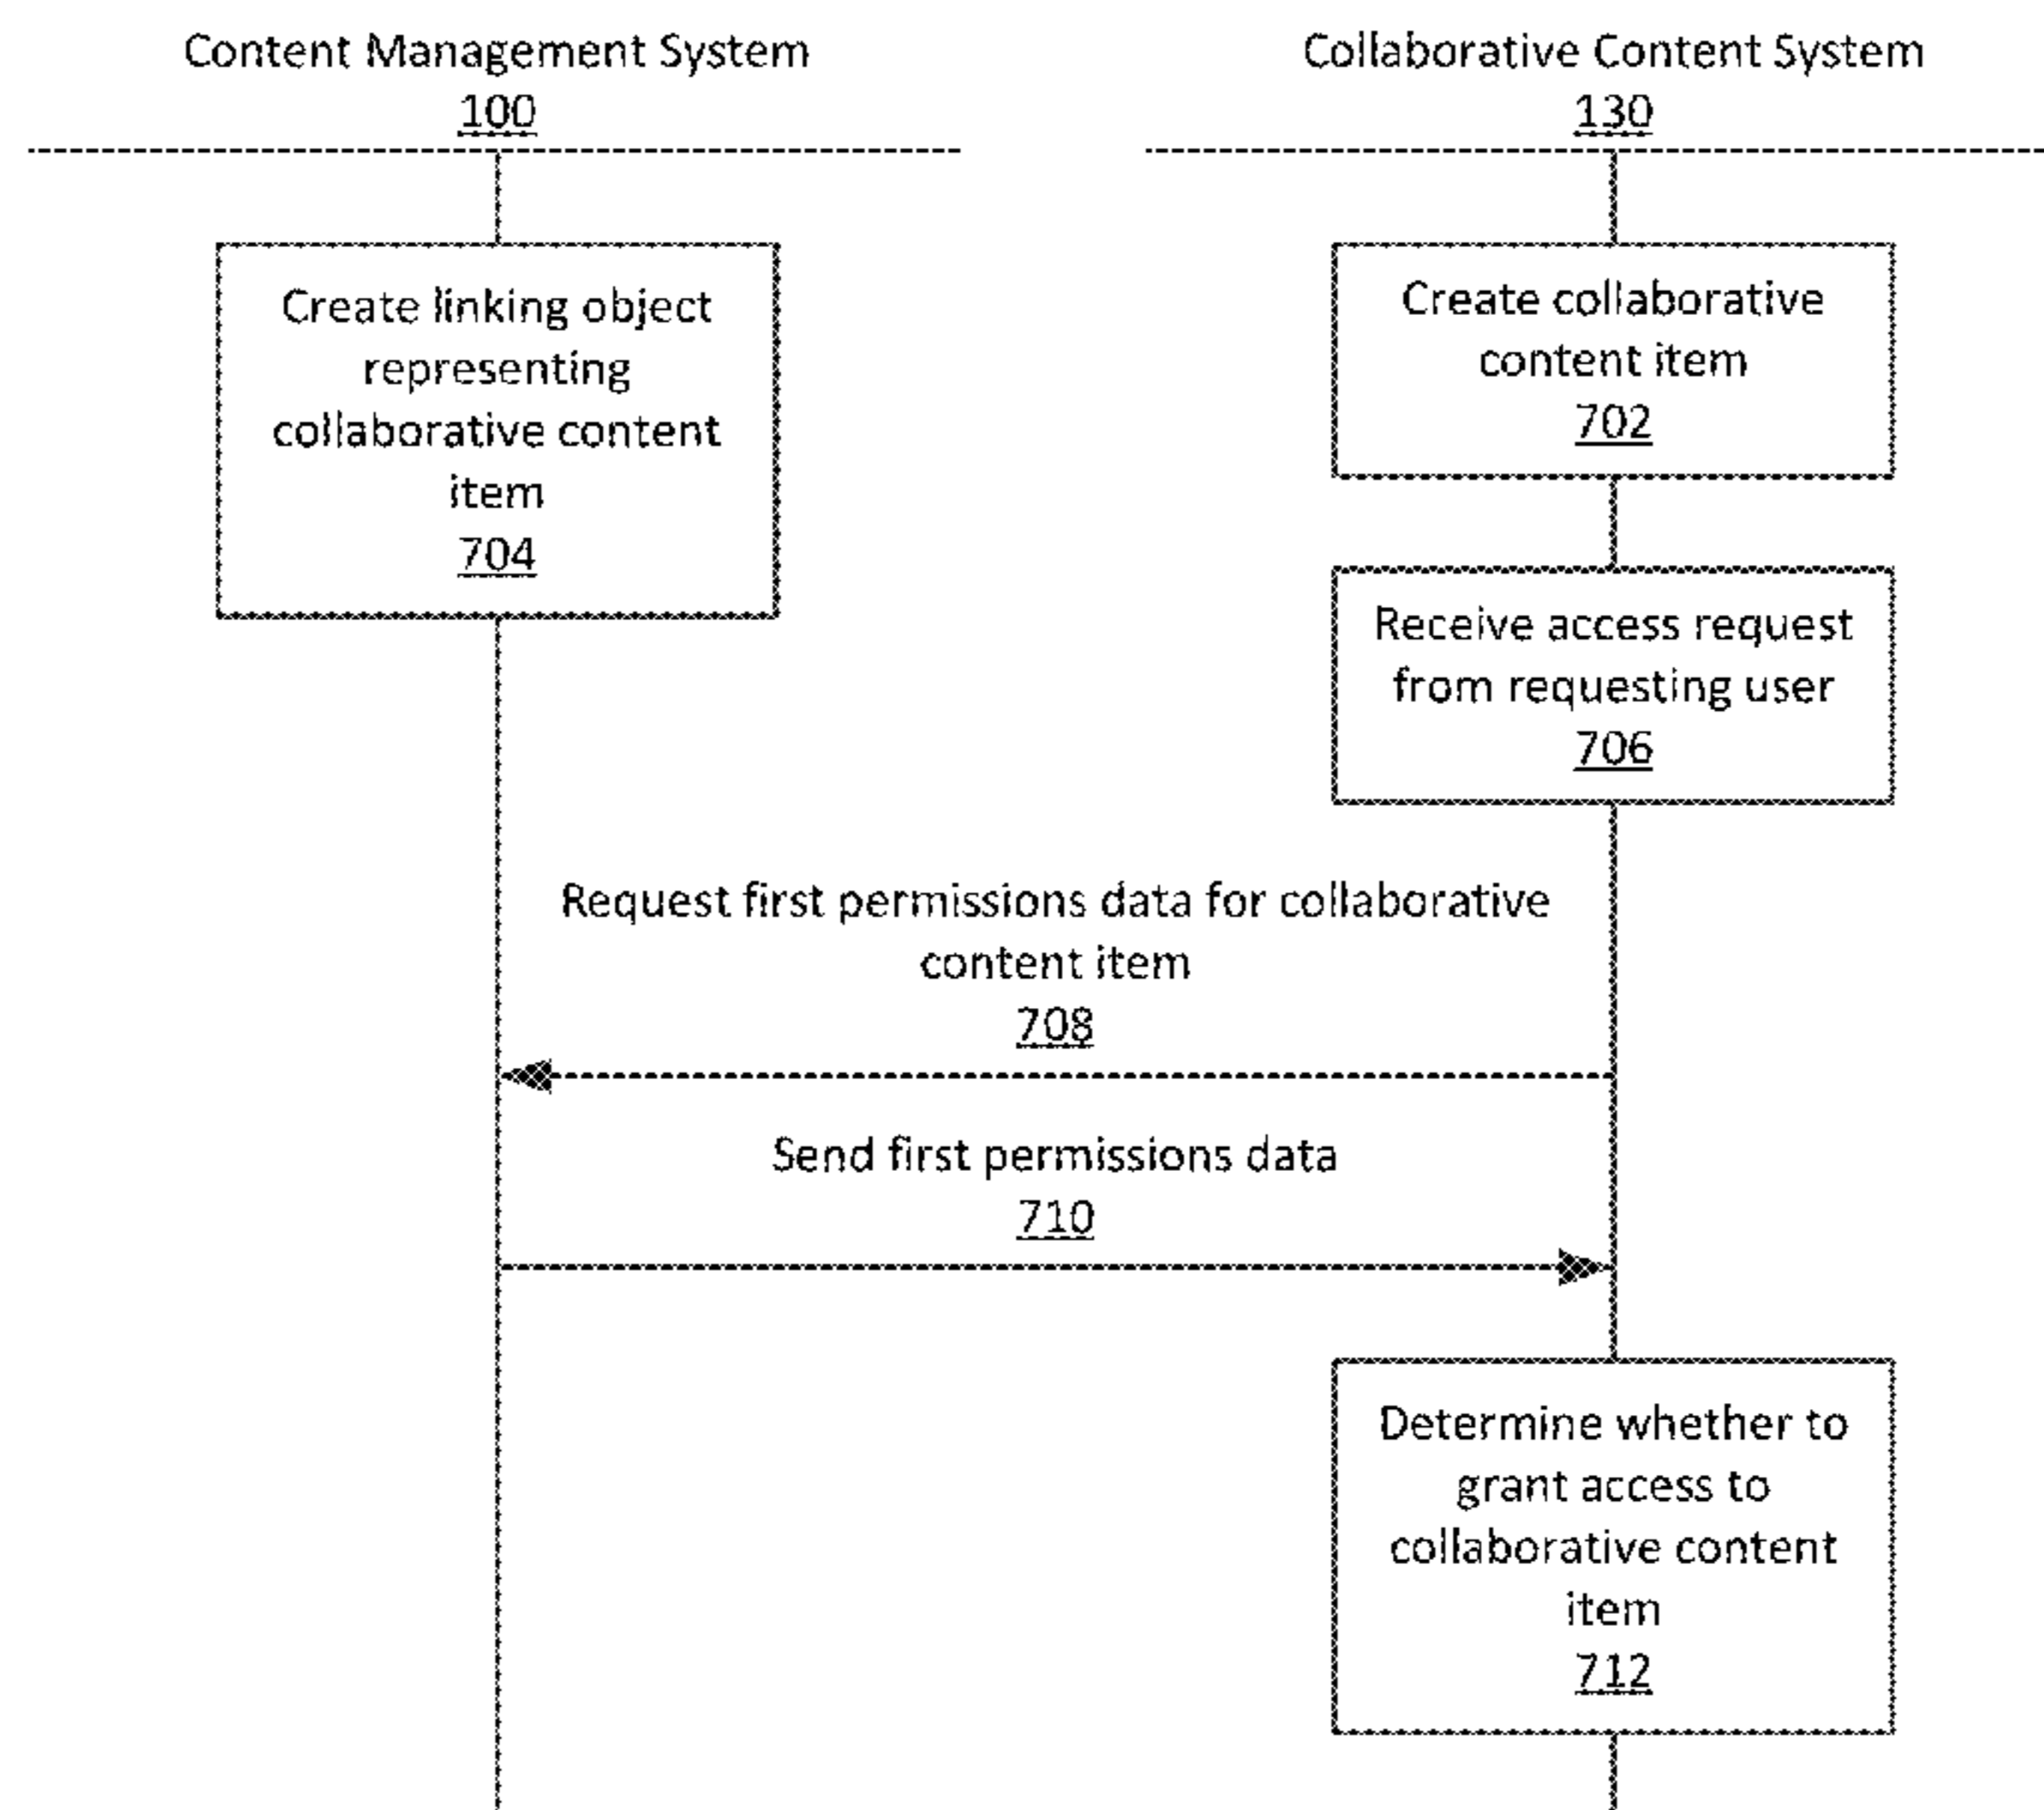 Content Management System
100
Collaborative Content System
130
Create linking object
representing
collaborative content
item
704
Create collaborative
content item
702
Receive access request
from requesting user
706
Request first permissions data for collaborative
content item
708
Send first permissions data
710
Determine whether to
grant access to
collaborative content
item
712